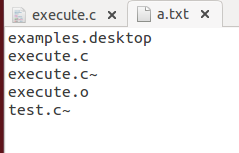 execute.c × a.txt ×
examples.desktop
execute.c
execute.c~
execute.o
test.c~